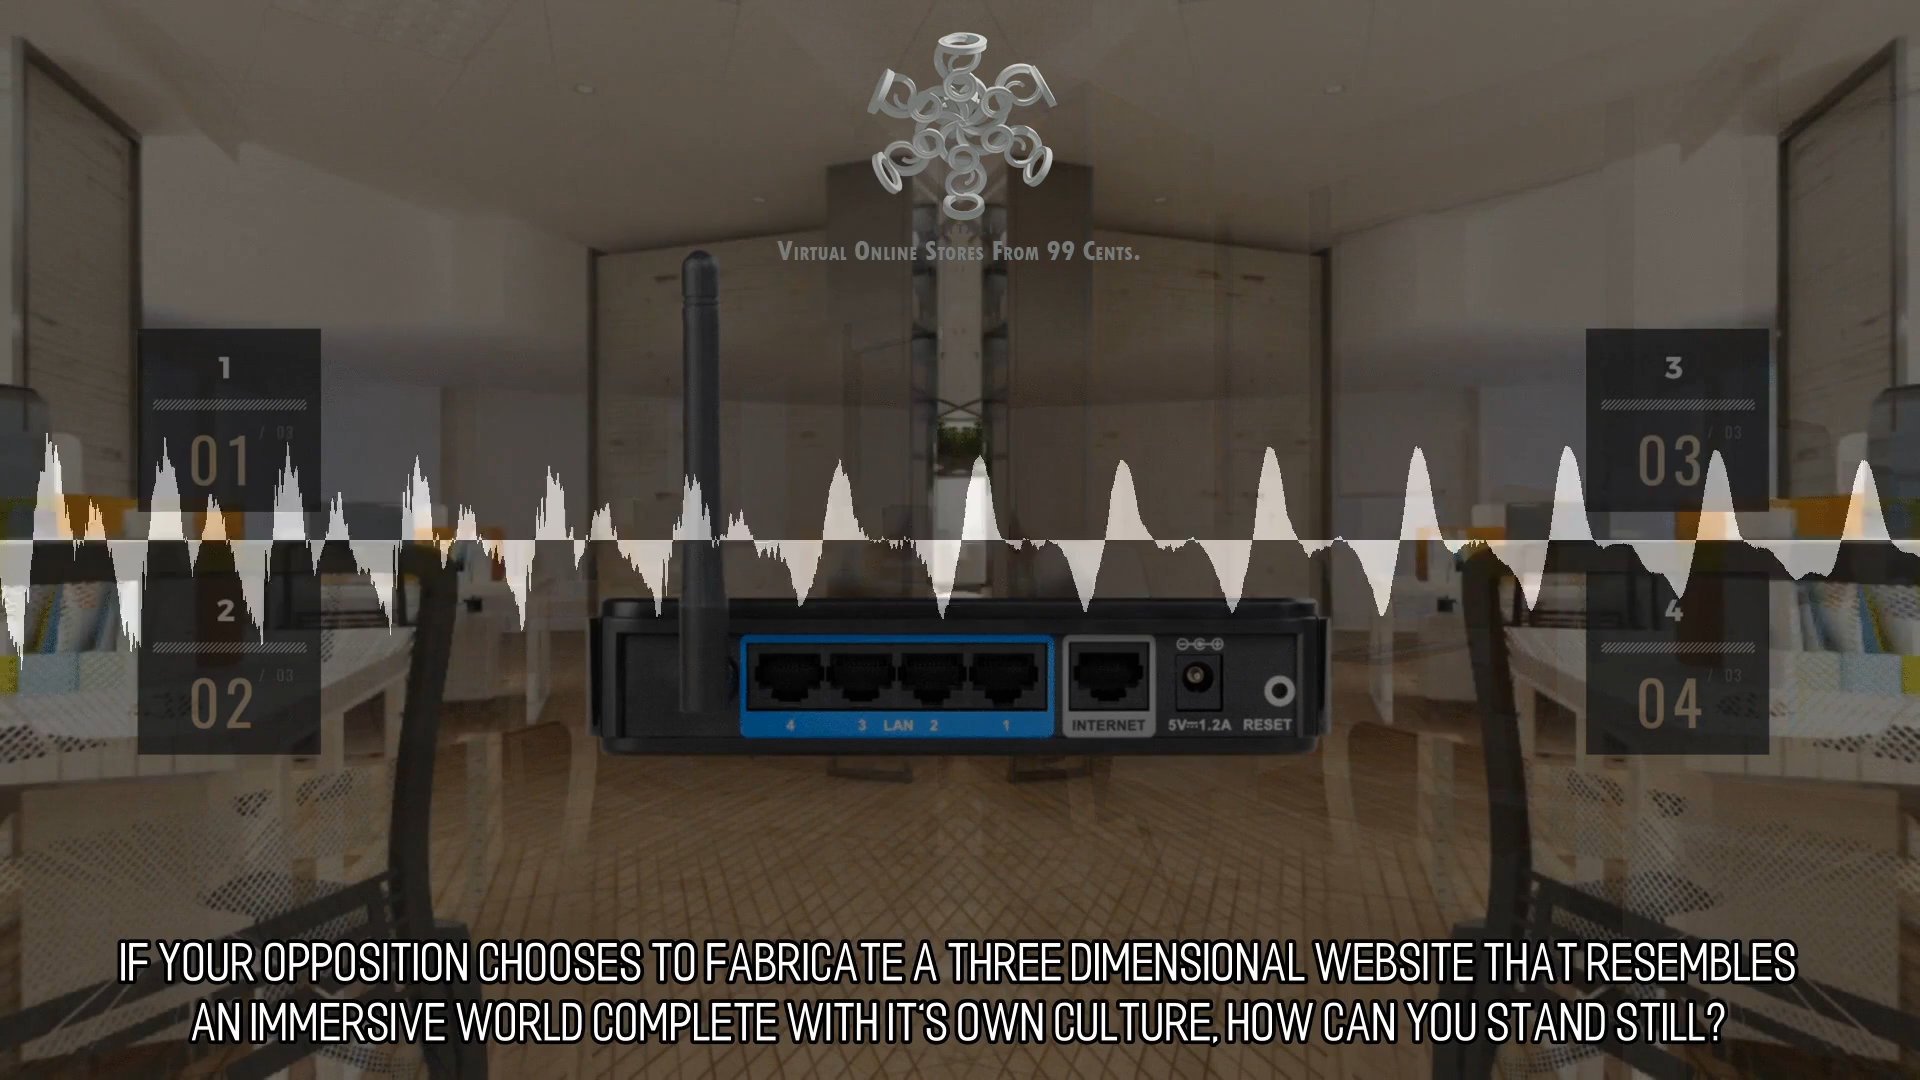 Virtual Online Stores From 99 Cents.
1
01 / 03
3
03 / 03
2
02 / 03
4
04 / 03
4 3 LAN 2 1
INTERNET
5V⎓1.2A
RESET
IF YOUR OPPOSITION CHOOSES TO FABRICATE A THREE DIMENSIONAL WEBSITE THAT RESEMBLES
AN IMMERSIVE WORLD COMPLETE WITH IT'S OWN CULTURE, HOW CAN YOU STAND STILL?